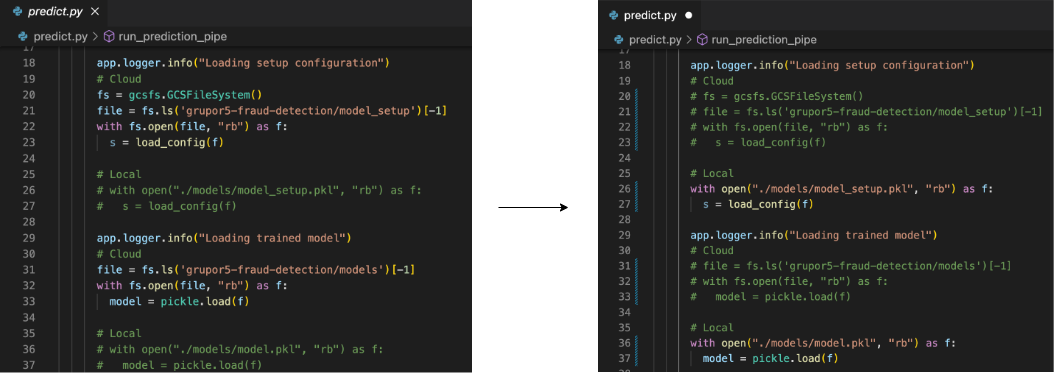 predict.py ×
predict.py > run_prediction_pipe
17
18 app.logger.info("Loading setup configuration")
19 # Cloud
20 fs = gcsfs.GCSFileSystem()
21 file = fs.ls('grupor5-fraud-detection/model_setup')[-1]
22 with fs.open(file, "rb") as f:
23 s = load_config(f)
24
25 # Local
26 # with open("./models/model_setup.pkl", "rb") as f:
27 #   s = load_config(f)
28
29 app.logger.info("Loading trained model")
30 # Cloud
31 file = fs.ls('grupor5-fraud-detection/models')[-1]
32 with fs.open(file, "rb") as f:
33 model = pickle.load(f)
34
35 # Local
36 # with open("./models/model.pkl", "rb") as f:
37 #   model = pickle.load(f)
predict.py ●
predict.py > run_prediction_pipe
17
18 app.logger.info("Loading setup configuration")
19 # Cloud
20 # fs = gcsfs.GCSFileSystem()
21 # file = fs.ls('grupor5-fraud-detection/model_setup')[-1]
22 # with fs.open(file, "rb") as f:
23 #   s = load_config(f)
24
25 # Local
26 with open("./models/model_setup.pkl", "rb") as f:
27 s = load_config(f)
28
29 app.logger.info("Loading trained model")
30 # Cloud
31 # file = fs.ls('grupor5-fraud-detection/models')[-1]
32 # with fs.open(file, "rb") as f:
33 #   model = pickle.load(f)
34
35 # Local
36 with open("./models/model.pkl", "rb") as f:
37 model = pickle.load(f)